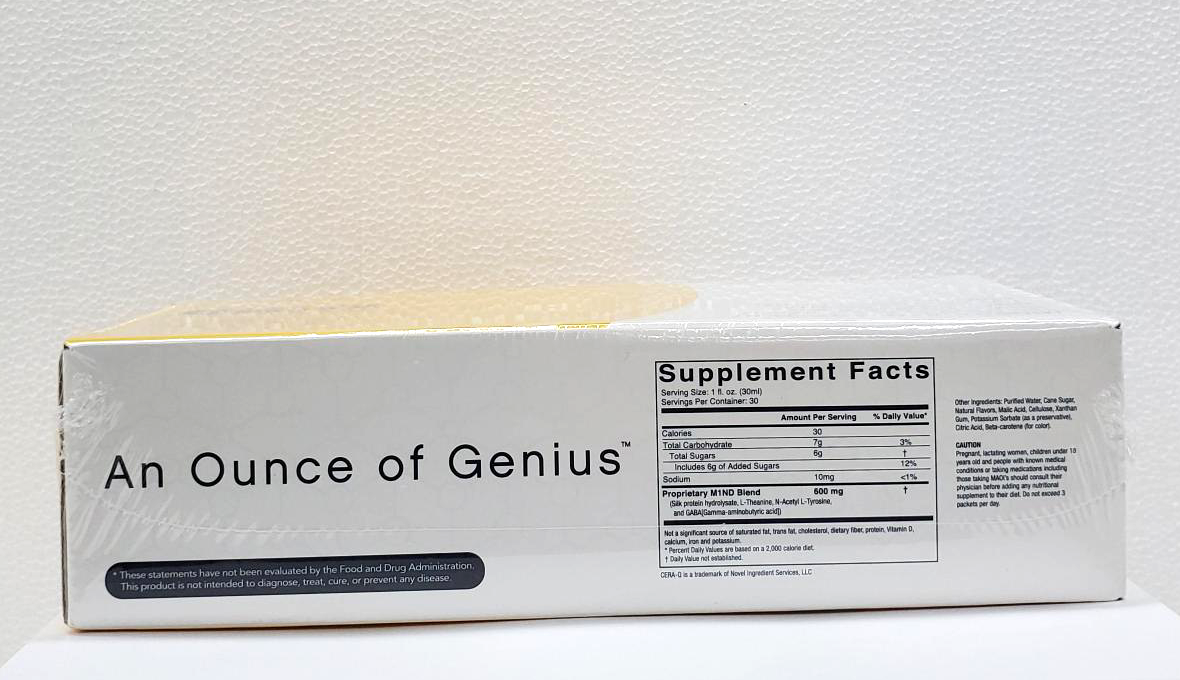 An Ounce of Genius™
* These statements have not been evaluated by the Food and Drug Administration.
This product is not intended to diagnose, treat, cure, or prevent any disease.
Supplement Facts
Serving Size: 1 fl. oz. (30ml)
Servings Per Container: 30
Amount Per Serving % Daily Value*
Calories 30
Total Carbohydrate 7g 3%
Total Sugars 6g †
Includes 6g of Added Sugars 12%
Sodium 10mg <1%
Proprietary M1ND Blend 600 mg †
(Silk protein hydrolysate, L-Theanine, N-Acetyl L-Tyrosine,
and GABA[Gamma-aminobutyric acid])
Not a significant source of saturated fat, trans fat, cholesterol, dietary fiber, protein, Vitamin D,
calcium, iron and potassium.
* Percent Daily Values are based on a 2,000 calorie diet.
† Daily Value not established.
CERA-Q is a trademark of Novel Ingredient Services, LLC
Other Ingredients: Purified Water, Cane Sugar,
Natural Flavors, Malic Acid, Cellulose, Xanthan
Gum, Potassium Sorbate (as a preservative),
Citric Acid, Beta-carotene (for color).
CAUTION
Pregnant, lactating women, children under 18
years old and people with known medical
conditions or taking medications including
those taking MAOI's should consult their
physician before adding any nutritional
supplement to their diet. Do not exceed 3
packets per day.